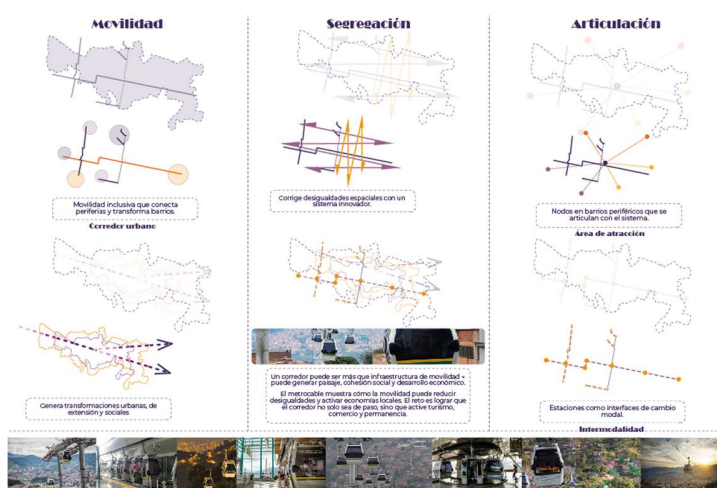 Movilidad
Movilidad inclusiva que conecta
periferias y transforma barrios.
Corredor urbano
Genera transformaciones urbanas, de
extensión y sociales
Segregación
Corrige desigualdades espaciales con un
sistema innovador.
Un corredor puede ser más que infraestructura de movilidad =
puede generar paisaje, cohesión social y desarrollo económico.
El metrocable muestra cómo la movilidad puede reducir
desigualdades y activar economías locales. El reto es lograr que
el corredor no solo sea de paso, sino que active turismo,
comercio y permanencia.
Articulación
Nodos en barrios periféricos que se
articulan con el sistema.
Área de atracción
Estaciones como interfaces de cambio
modal.
Intermodalidad